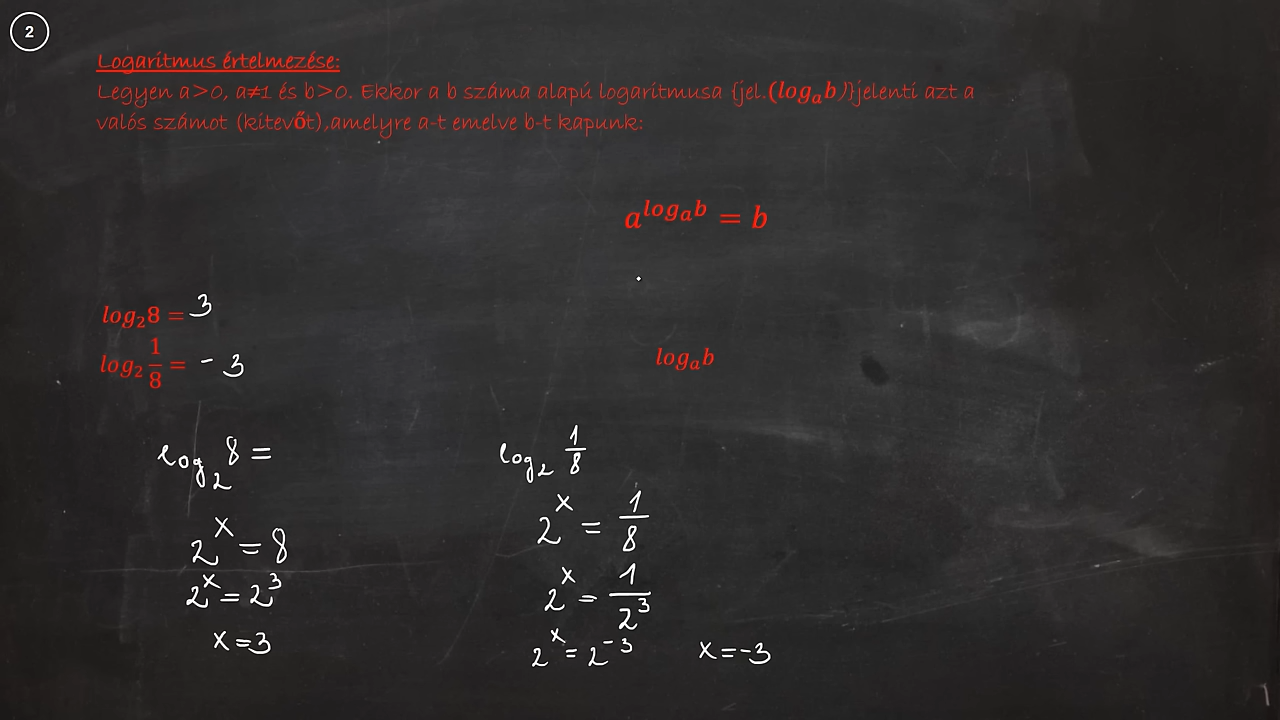 2
Logaritmus értelmezése:
Legyen a>0, a≠1 és b>0. Ekkor a b száma alapú logaritmusa {jel.(log_a b)}jelenti azt a
valós számot (kitevőt),amelyre a-t emelve b-t kapunk:
a^{log_a b} = b
log_2 8 = 3
log_2 1/8 = - 3
log_a b
log_2 8 =
2^x = 8
2^x = 2^3
x = 3
log_2 1/8
2^x = 1/8
2^x = 1/2^3
2^x = 2^{-3} x = -3